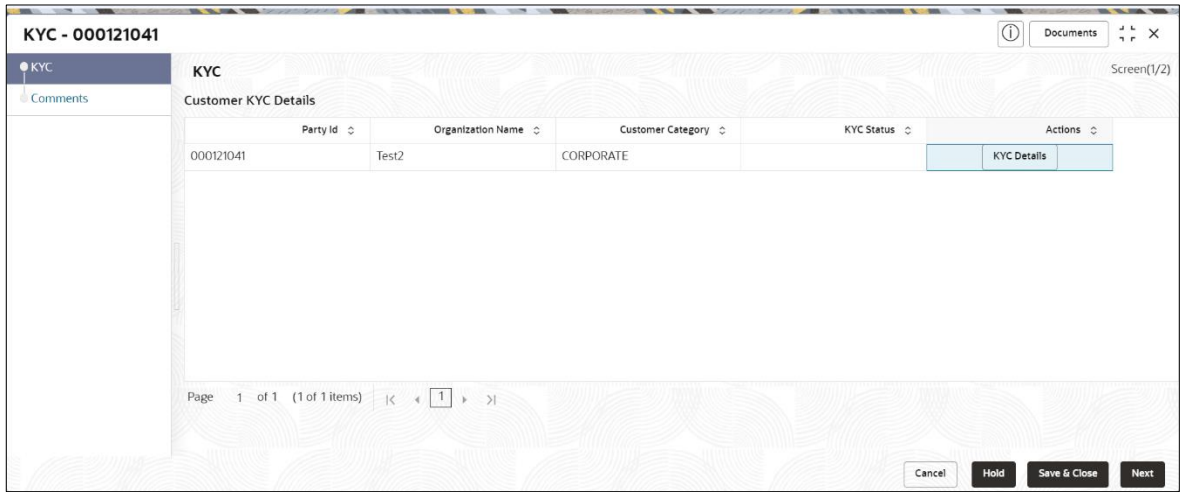 KYC - 000121041
Documents
KYC
Comments
KYC
Screen(1/2)
Customer KYC Details
Party Id Organization Name Customer Category KYC Status Actions
000121041 Test2 CORPORATE KYC Details
Page 1 of 1 (1 of 1 items) 1
Cancel Hold Save & Close Next